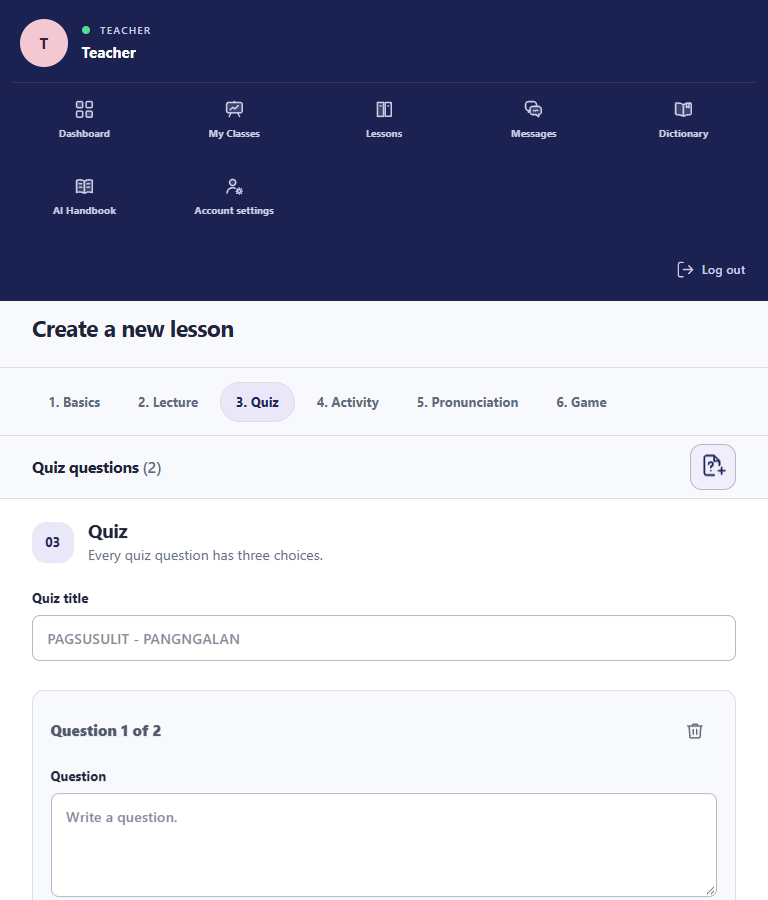 T
TEACHER
Teacher
Dashboard
My Classes
Lessons
Messages
Dictionary
AI Handbook
Account settings
Log out
Create a new lesson
1. Basics
2. Lecture
3. Quiz
4. Activity
5. Pronunciation
6. Game
Quiz questions (2)
03
Quiz
Every quiz question has three choices.
Quiz title
PAGSUSULIT - PANGNGALAN
Question 1 of 2
Question
Write a question.